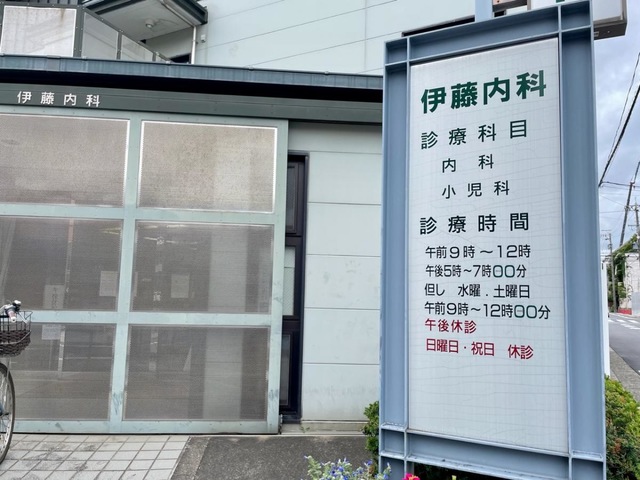 伊藤内科
伊藤内科
診療科目
内科
小児科
診療時間
午前9時～12時
午後5時～7時00分
但し 水曜.土曜日
午前9時～12時00分
午後休診
日曜日・祝日 休診